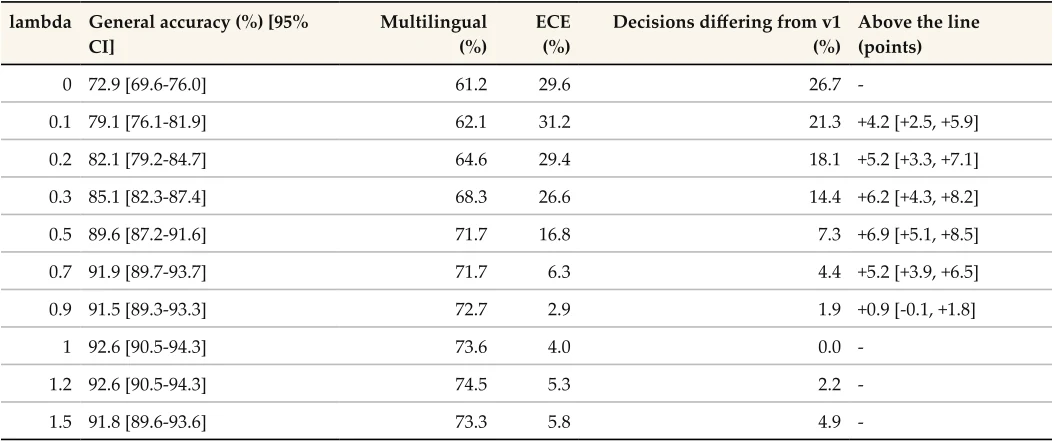 lambda General accuracy (%) [95% CI] Multilingual (%) ECE (%) Decisions differing from v1 (%) Above the line (points)
0 72.9 [69.6-76.0] 61.2 29.6 26.7 -
0.1 79.1 [76.1-81.9] 62.1 31.2 21.3 +4.2 [+2.5, +5.9]
0.2 82.1 [79.2-84.7] 64.6 29.4 18.1 +5.2 [+3.3, +7.1]
0.3 85.1 [82.3-87.4] 68.3 26.6 14.4 +6.2 [+4.3, +8.2]
0.5 89.6 [87.2-91.6] 71.7 16.8 7.3 +6.9 [+5.1, +8.5]
0.7 91.9 [89.7-93.7] 71.7 6.3 4.4 +5.2 [+3.9, +6.5]
0.9 91.5 [89.3-93.3] 72.7 2.9 1.9 +0.9 [-0.1, +1.8]
1 92.6 [90.5-94.3] 73.6 4.0 0.0 -
1.2 92.6 [90.5-94.3] 74.5 5.3 2.2 -
1.5 91.8 [89.6-93.6] 73.3 5.8 4.9 -